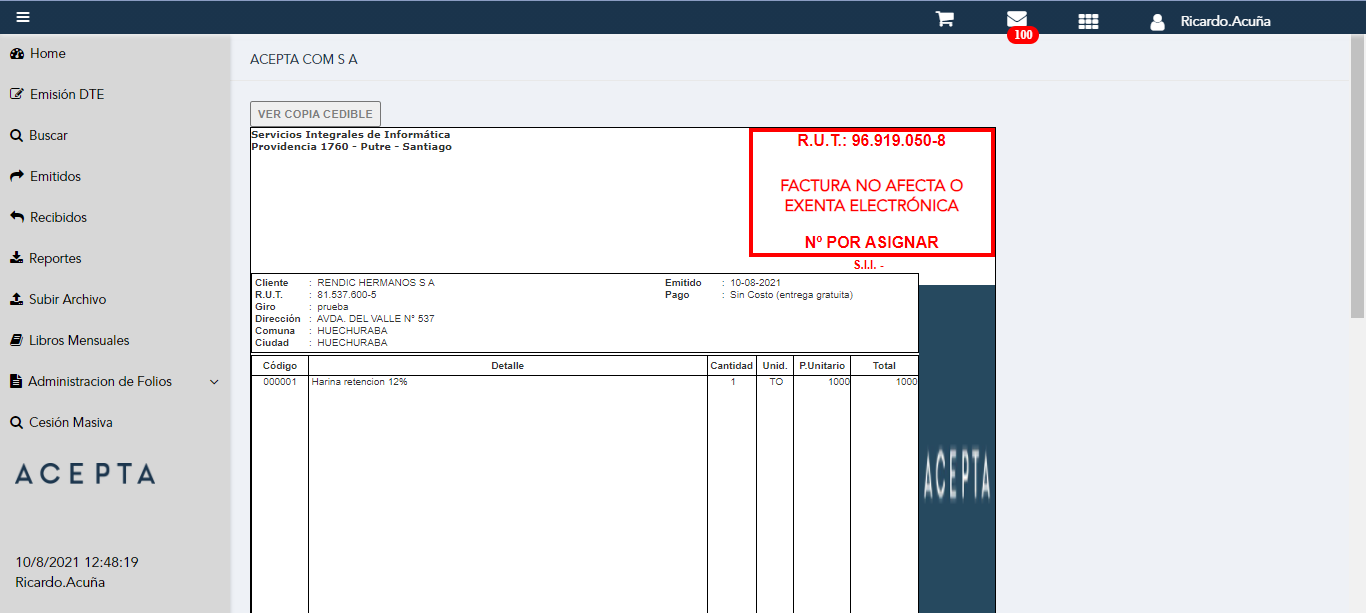 100
Ricardo.Acuña
Home
Emisión DTE
Buscar
Emitidos
Recibidos
Reportes
Subir Archivo
Libros Mensuales
Administracion de Folios
Cesión Masiva
ACEPTA
10/8/2021 12:48:19
Ricardo.Acuña
ACEPTA COM S A
VER COPIA CEDIBLE
Servicios Integrales de Informática
Providencia 1760 - Putre - Santiago
R.U.T.: 96.919.050-8
FACTURA NO AFECTA O
EXENTA ELECTRÓNICA
Nº POR ASIGNAR
S.I.I. -
Cliente : RENDIC HERMANOS S A Emitido : 10-08-2021
R.U.T. : 81.537.600-5 Pago : Sin Costo (entrega gratuita)
Giro : prueba
Dirección : AVDA. DEL VALLE N° 537
Comuna : HUECHURABA
Ciudad : HUECHURABA
Código Detalle Cantidad Unid. P.Unitario Total
000001 Harina retencion 12% 1 TO 1000 1000
ACEPTA